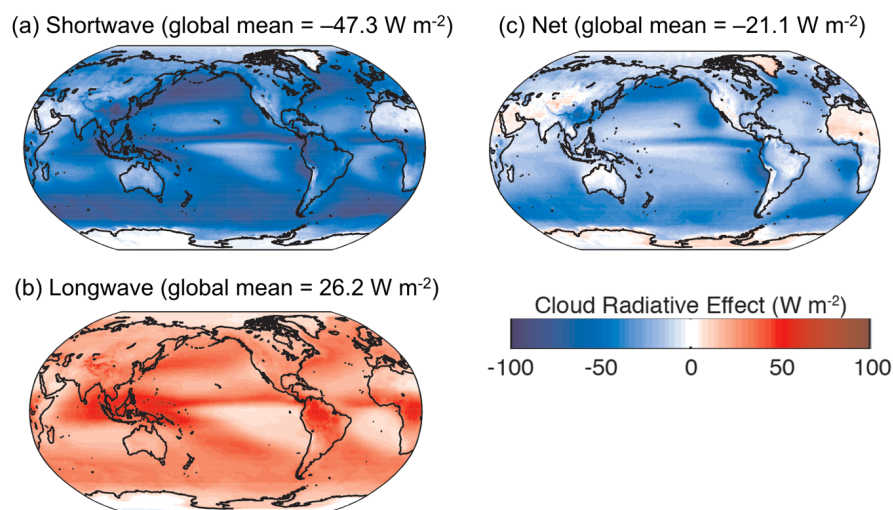 (a) Shortwave (global mean = –47.3 W m-2)
(c) Net (global mean = –21.1 W m-2)
(b) Longwave (global mean = 26.2 W m-2)
Cloud Radiative Effect (W m-2)
-100 -50 0 50 100